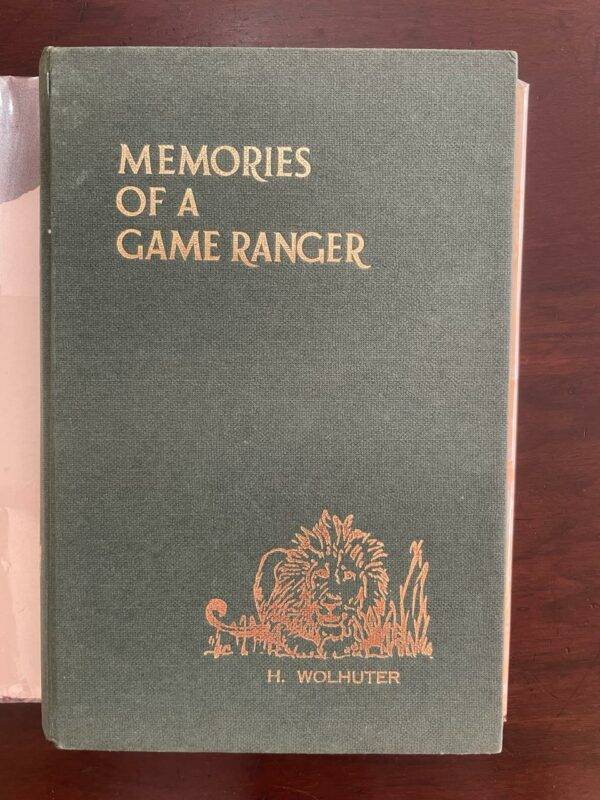 MEMORIES
OF A
GAME RANGER
H. WOLHUTER